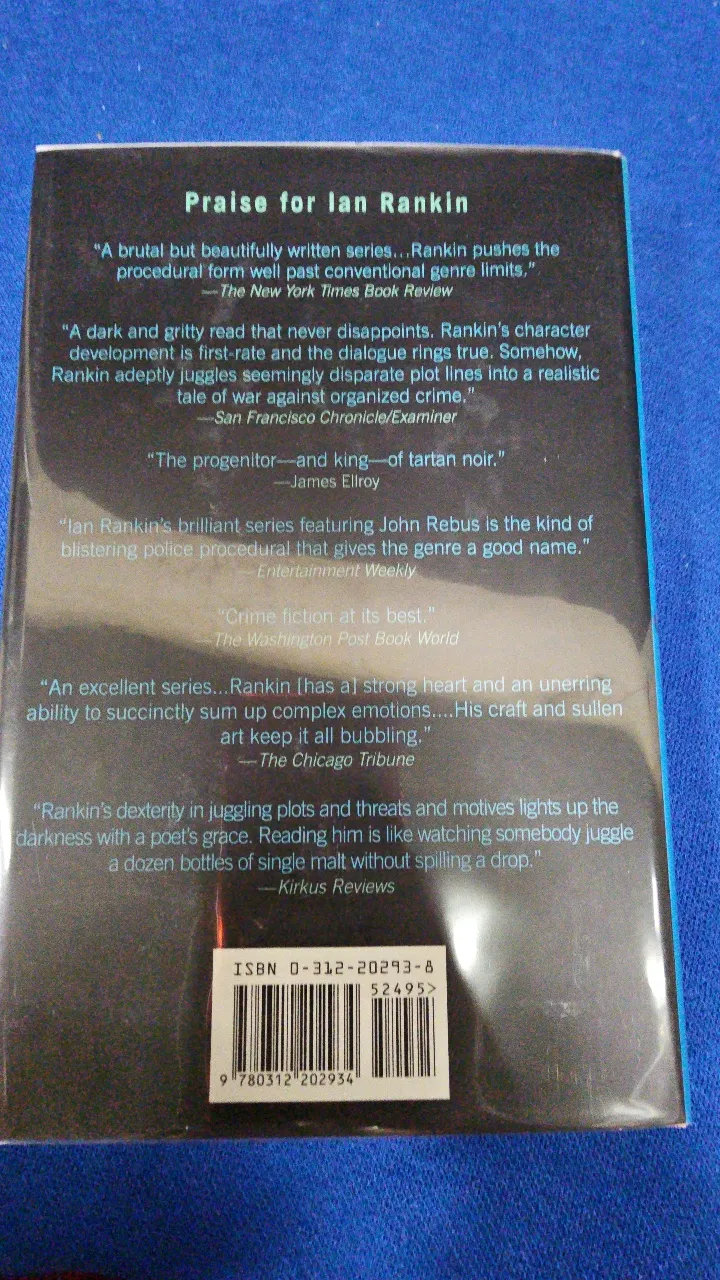 Praise for Ian Rankin
“A brutal but beautifully written series...Rankin pushes the
procedural form well past conventional genre limits.”
—The New York Times Book Review
“A dark and gritty read that never disappoints. Rankin’s character
development is first-rate and the dialogue rings true. Somehow,
Rankin adeptly juggles seemingly disparate plot lines into a realistic
tale of war against organized crime.”
—San Francisco Chronicle/Examiner
“The progenitor—and king—of tartan noir.”
—James Ellroy
“Ian Rankin’s brilliant series featuring John Rebus is the kind of
blistering police procedural that gives the genre a good name.”
—Entertainment Weekly
“Crime fiction at its best.”
—The Washington Post Book World
“An excellent series...Rankin [has a] strong heart and an unerring
ability to succinctly sum up complex emotions....His craft and sullen
art keep it all bubbling.”
—The Chicago Tribune
“Rankin’s dexterity in juggling plots and threats and motives lights up the
darkness with a poet’s grace. Reading him is like watching somebody juggle
a dozen bottles of single malt without spilling a drop.”
—Kirkus Reviews
ISBN 0-312-20293-8
52495>
9 780312 202934